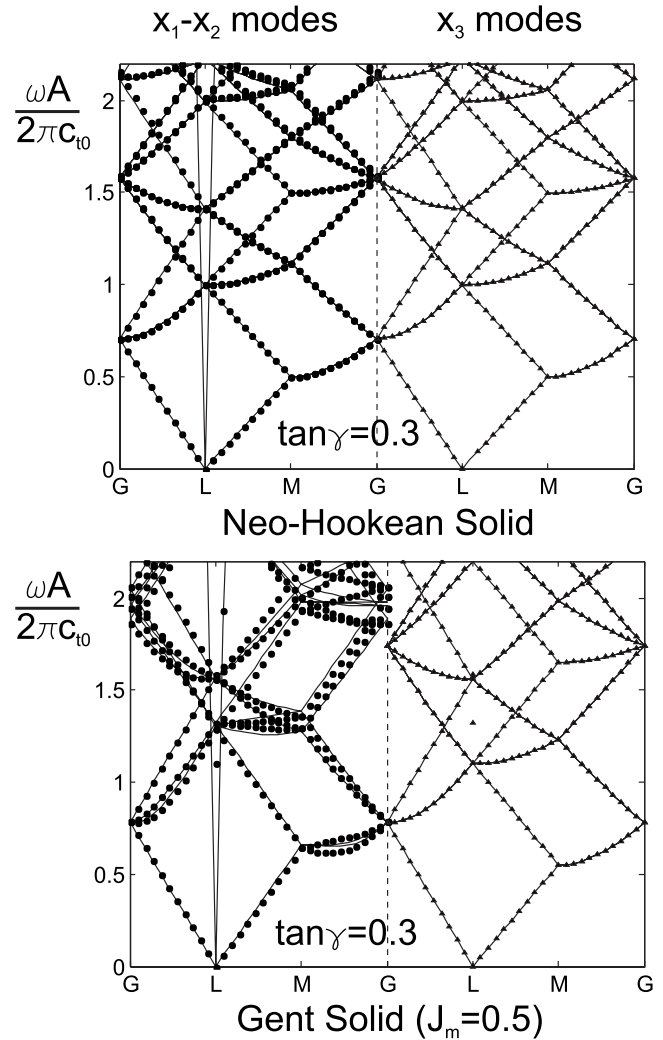 x₁-x₂ modes x₃ modes
ωA
2πcₜ₀
2
1.5
1
0.5
0
tanγ=0.3
G L M G L M G
Neo-Hookean Solid
ωA
2πcₜ₀
2
1.5
1
0.5
0
tanγ=0.3
G L M G L M G
Gent Solid (Jₘ=0.5)